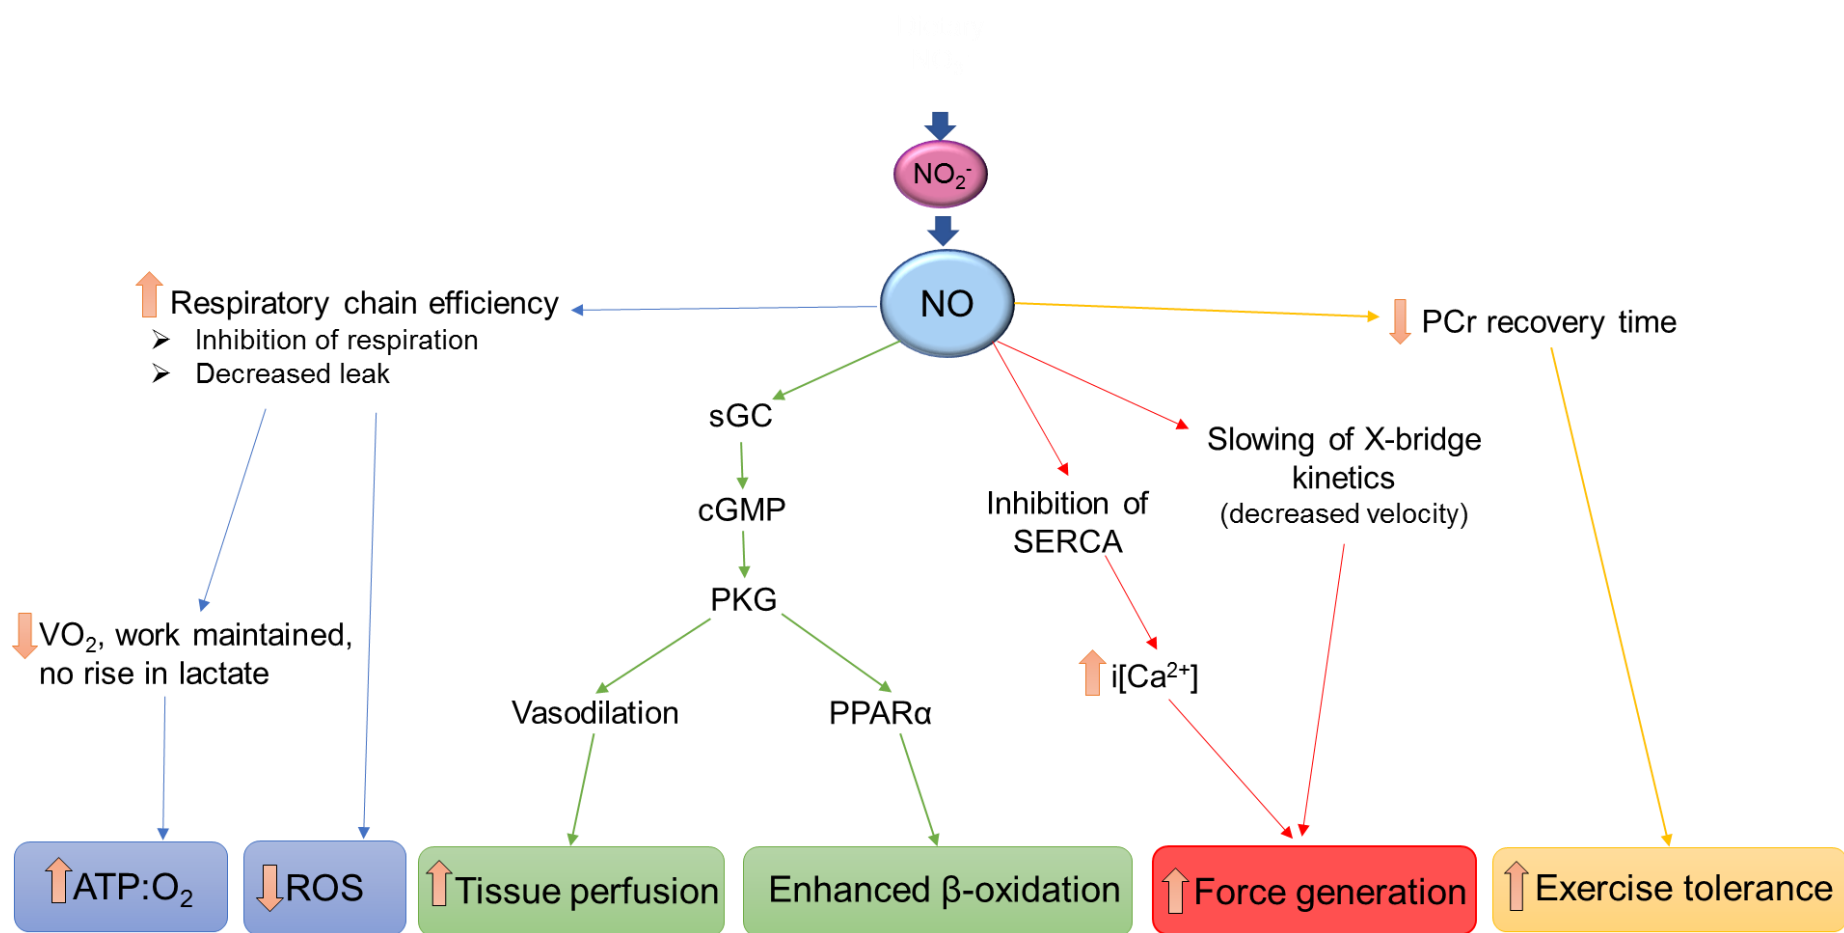 NO₂⁻
NO
Respiratory chain efficiency
➢ Inhibition of respiration
➢ Decreased leak
PCr recovery time
sGC
Slowing of X-bridge
kinetics
(decreased velocity)
cGMP
Inhibition of
SERCA
PKG
VO₂, work maintained,
no rise in lactate
i[Ca²⁺]
Vasodilation
PPARα
ATP:O₂
ROS
Tissue perfusion
Enhanced β-oxidation
Force generation
Exercise tolerance